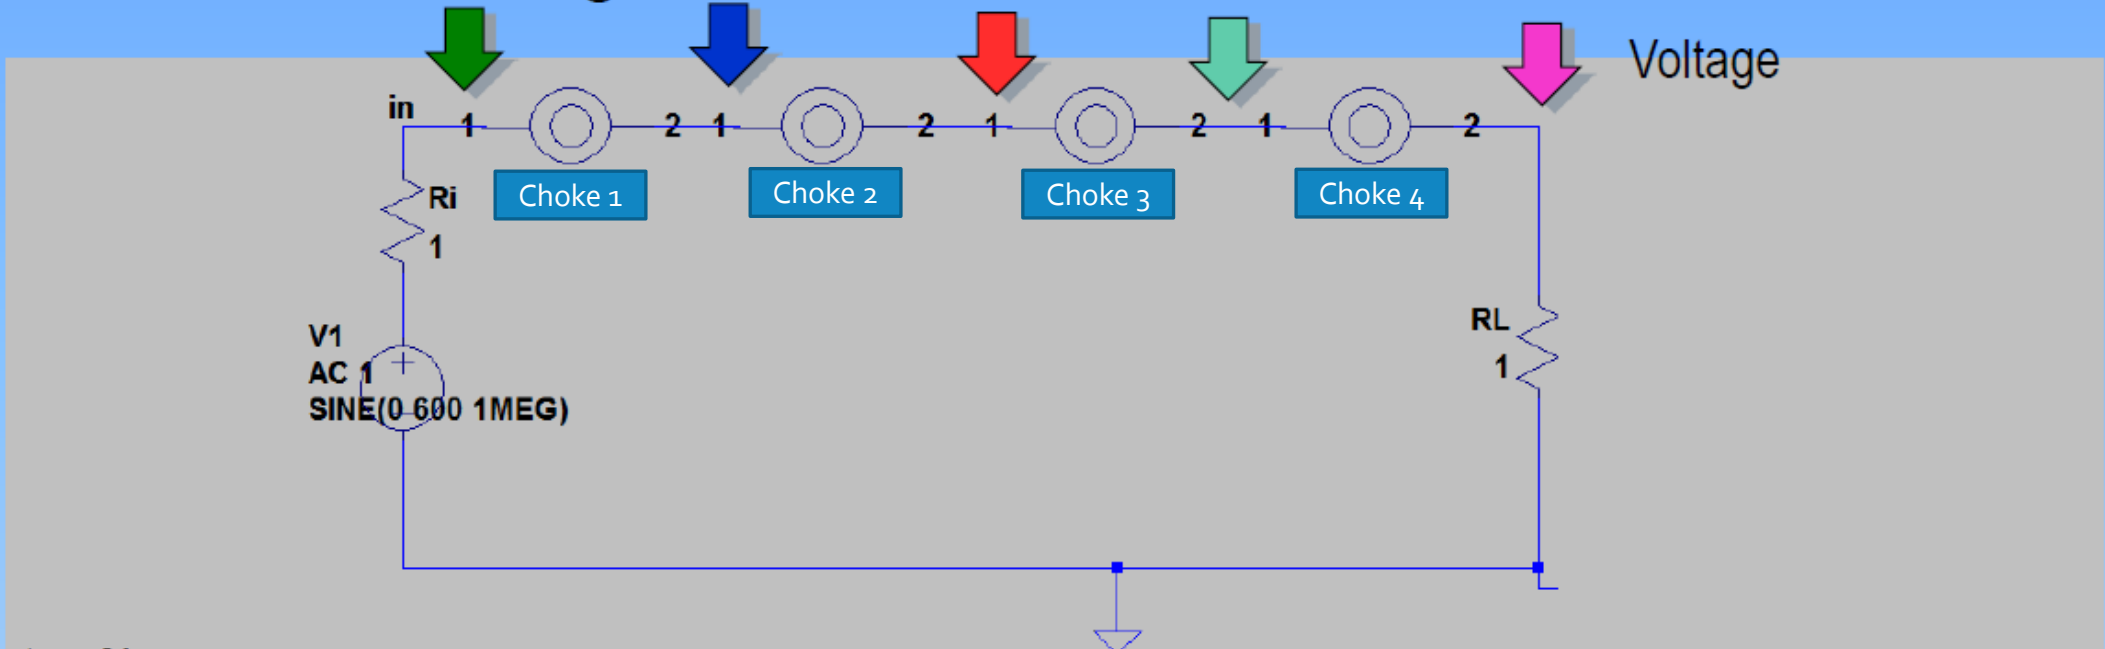 Voltage
in
1
2 1
2
1
2 1
2
Choke 1
Choke 2
Choke 3
Choke 4
Ri
1
V1
AC 1
SINE(0 600 1MEG)
RL
1